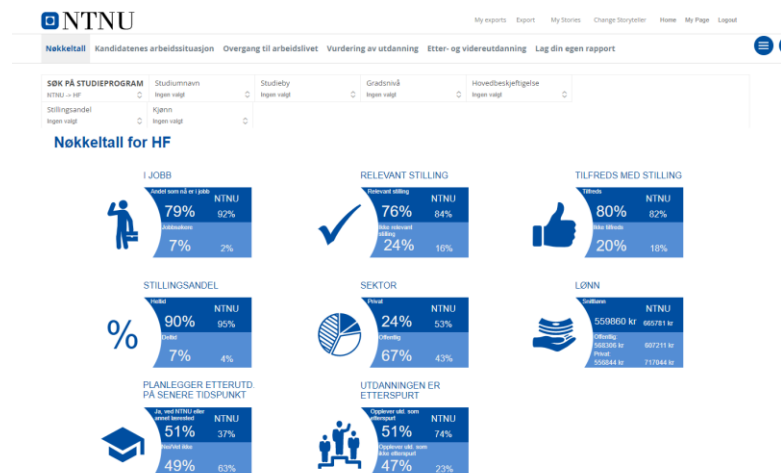 NTNU
My exports Export My Stories Change Storyteller Home My Page Logout
Nøkkeltall Kandidatenes arbeidssituasjon Overgang til arbeidslivet Vurdering av utdanning Etter- og videreutdanning Lag din egen rapport
SØK PÅ STUDIEPROGRAM Studiumnavn Studieby Gradsnivå Hovedbeskjeftigelse
NTNU -> HF Ingen valgt Ingen valgt Ingen valgt Ingen valgt
Stillingsandel Kjønn
Ingen valgt Ingen valgt
Nøkkeltall for HF
I JOBB RELEVANT STILLING TILFREDS MED STILLING
Andel som nå er i jobb Relevant stilling Tilfreds
NTNU NTNU NTNU
79% 92% 76% 84% 80% 82%
Jobbsøkere Ikke relevant stilling Ikke tilfreds
7% 2% 24% 16% 20% 18%
STILLINGSANDEL SEKTOR LØNN
Heltid Privat Snittlønn
NTNU NTNU NTNU
90% 95% 24% 53% 559860 kr 665781 kr
Deltid Offentlig Offentlig:
7% 4% 67% 43% 568306 kr 607211 kr
Privat:
556844 kr 717044 kr
PLANLEGGER ETTERUTD. UTDANNINGEN ER
PÅ SENERE TIDSPUNKT ETTERSPURT
Ja, ved NTNU eller annet lærested Opplever utd. som etterspurt
NTNU NTNU
51% 37% 51% 74%
Nei/Vet ikke Opplever utd. som ikke etterspurt
49% 63% 47% 23%